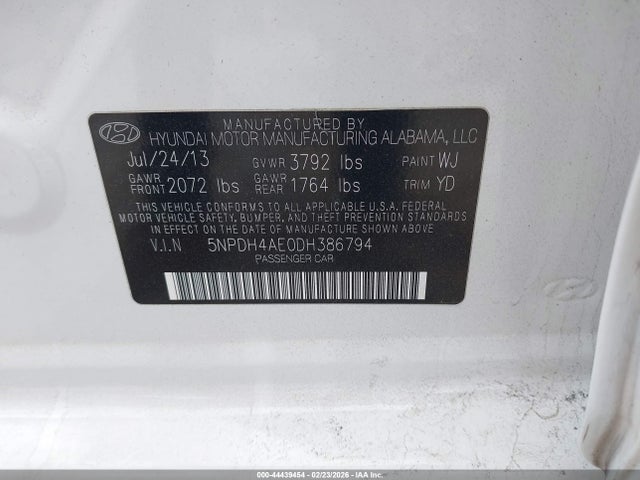 MANUFACTURED BY
HYUNDAI MOTOR MANUFACTURING ALABAMA, LLC
Jul/24/13 GVWR 3792 lbs PAINT WJ
GAWR FRONT 2072 lbs GAWR REAR 1764 lbs TRIM YD
THIS VEHICLE CONFORMS TO ALL APPLICABLE U.S.A. FEDERAL
MOTOR VEHICLE SAFETY, BUMPER, AND THEFT PREVENTION STANDARDS
IN EFFECT ON THE DATE OF MANUFACTURE SHOWN ABOVE.
V.I.N 5NPDH4AE0DH386794
PASSENGER CAR
000-44439454 - 02/23/2026 - IAA